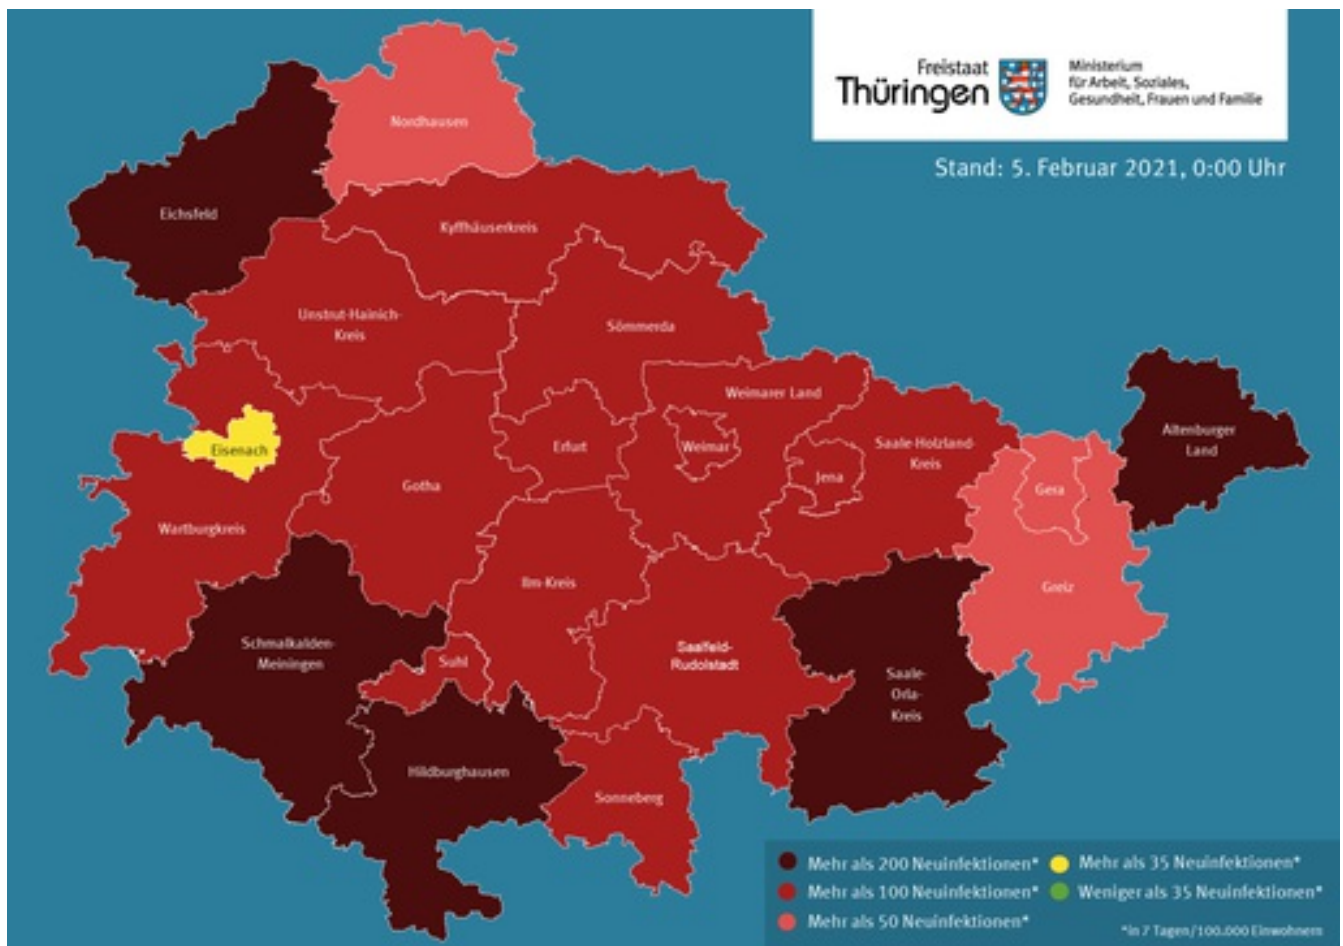 Freistaat
Thüringen
Ministerium
für Arbeit, Soziales,
Gesundheit, Frauen und Familie
Stand: 5. Februar 2021, 0:00 Uhr
Nordhausen
Eichsfeld
Kyffhäuserkreis
Unstrut-Hainich-
Kreis
Sömmerda
Weimarer Land
Eisenach
Erfurt
Weimar
Saale-Holzland-
Kreis
Altenburger
Land
Gotha
Jena
Gera
Wartburgkreis
Ilm-Kreis
Greiz
Schmalkalden-
Meiningen
Suhl
Saalfeld-
Rudolstadt
Saale-
Orla-
Kreis
Hildburghausen
Sonneberg
Mehr als 200 Neuinfektionen*
Mehr als 100 Neuinfektionen*
Mehr als 50 Neuinfektionen*
Mehr als 35 Neuinfektionen*
Weniger als 35 Neuinfektionen*
*in 7 Tagen/100.000 Einwohnern